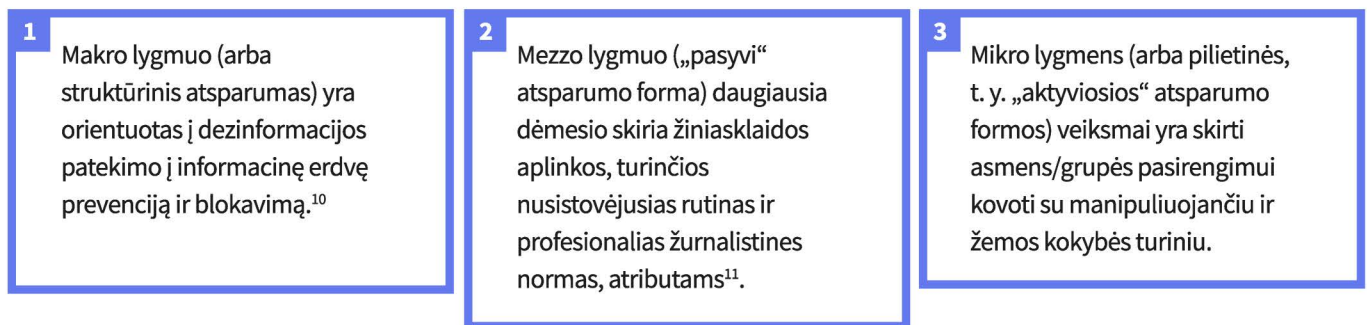 1
Makro lygmuo (arba
struktūrinis atsparumas) yra
orientuotas į dezinformacijos
patekimo į informacinę erdvę
prevenciją ir blokavimą.¹⁰
2
Mezzo lygmuo („pasyvi“
atsparumo forma) daugiausia
dėmesio skiria žiniasklaidos
aplinkos, turinčios
nusistovėjusias rutinas ir
profesionalias žurnalistines
normas, atributams¹¹.
3
Mikro lygmens (arba pilietinės,
t. y. „aktyviosios“ atsparumo
formos) veiksmai yra skirti
asmens/grupės pasirengimui
kovoti su manipuliuojančiu ir
žemos kokybės turiniu.